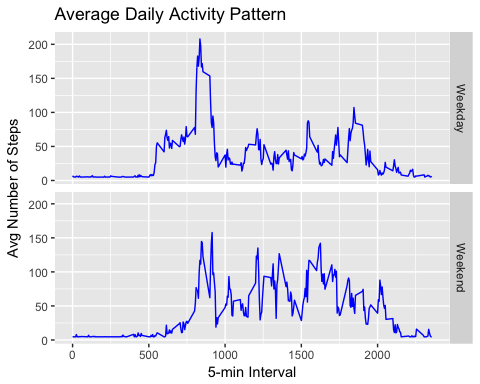 Average Daily Activity Pattern
200
150
100
50
0
Weekday
Avg Number of Steps
200
150
100
50
0
Weekend
0 500 1000 1500 2000
5-min Interval